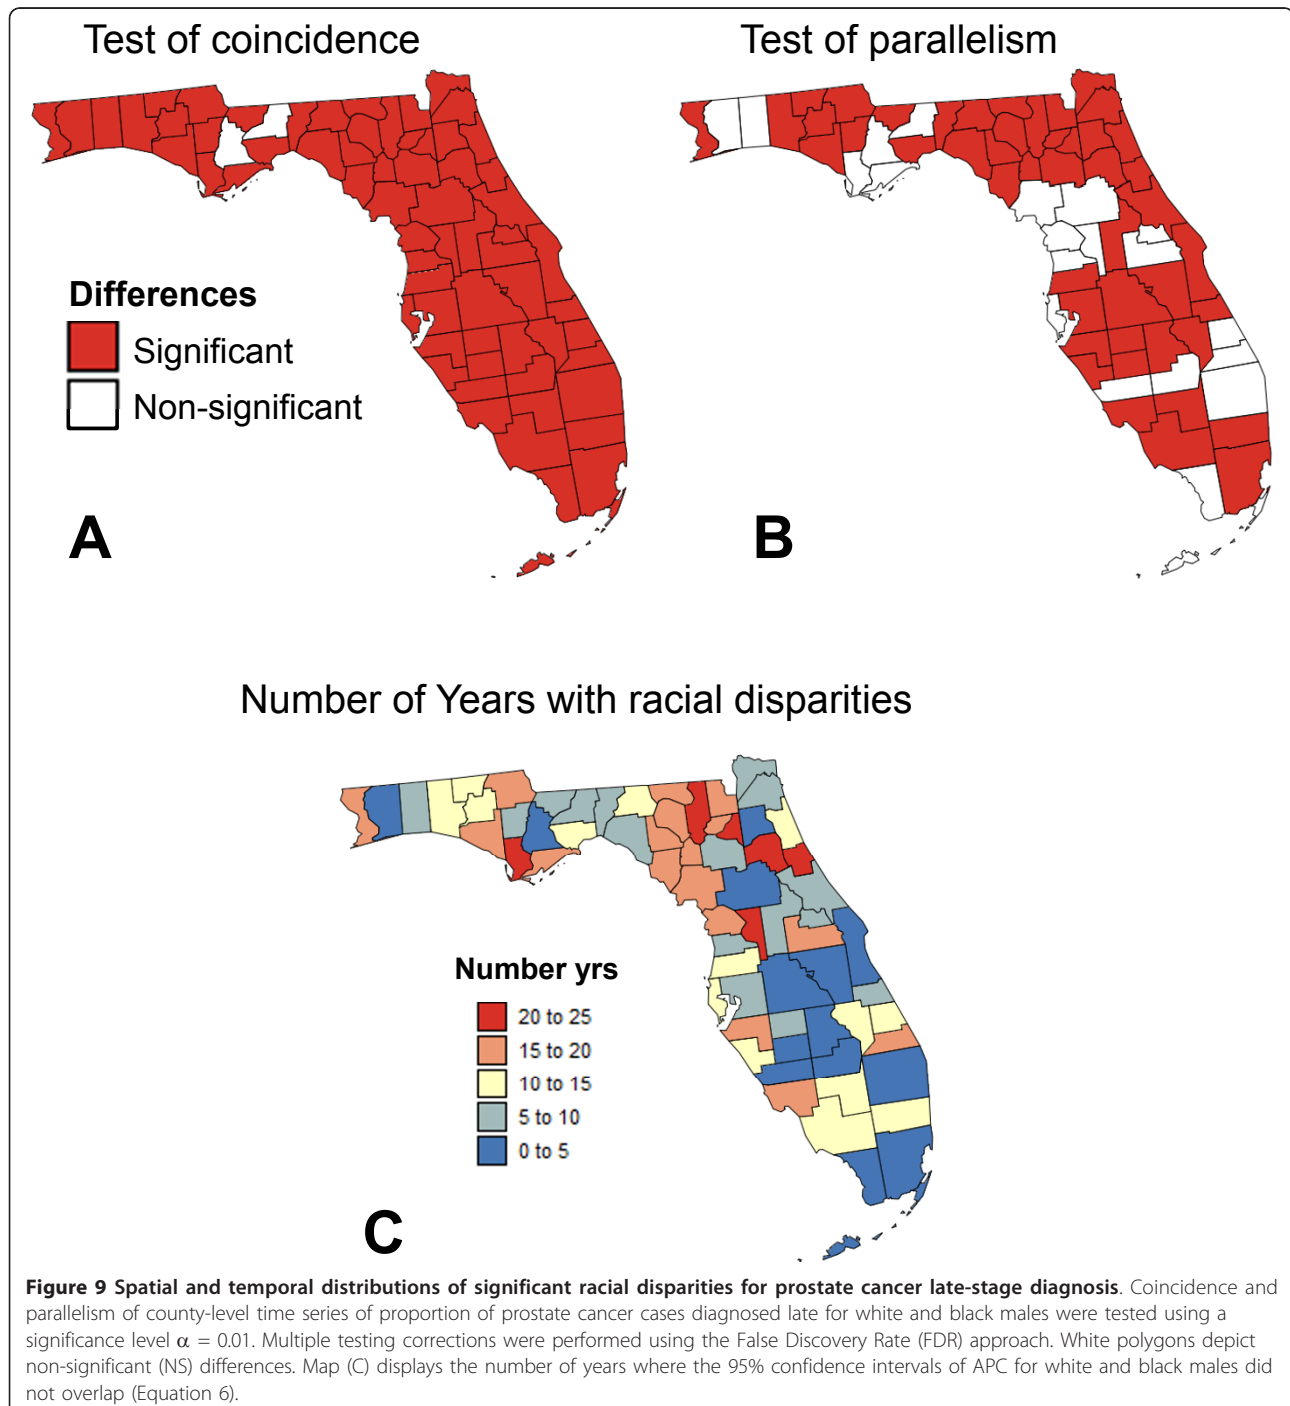 Test of coincidence
Test of parallelism
Differences
Significant
Non-significant
A
B
Number of Years with racial disparities
Number yrs
20 to 25
15 to 20
10 to 15
5 to 10
0 to 5
C
Figure 9 Spatial and temporal distributions of significant racial disparities for prostate cancer late-stage diagnosis. Coincidence and
parallelism of county-level time series of proportion of prostate cancer cases diagnosed late for white and black males were tested using a
significance level α = 0.01. Multiple testing corrections were performed using the False Discovery Rate (FDR) approach. White polygons depict
non-significant (NS) differences. Map (C) displays the number of years where the 95% confidence intervals of APC for white and black males did
not overlap (Equation 6).